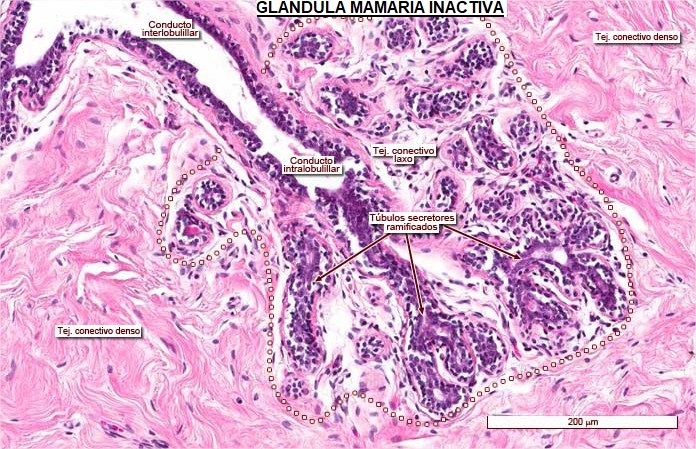 GLANDULA MAMARIA INACTIVA
Conducto
interlobulillar
Tej. conectivo denso
Tej. conectivo
laxo
Conducto
intralobulillar
Túbulos secretores
ramificados
Tej. conectivo denso
200 µm